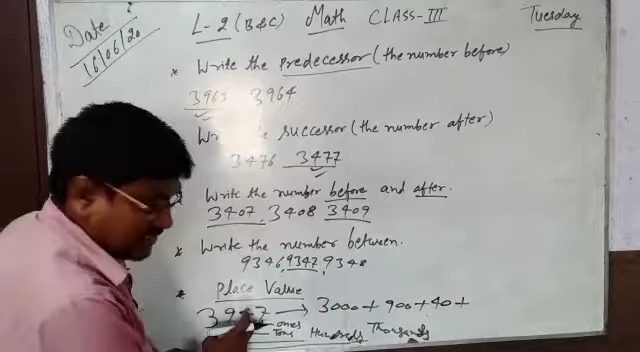 Date :
16/06/20
L-2 (B&C) Math CLASS-III Tuesday
* Write the predecessor (the number before)
3963 3964
successor (the number after)
3476 3477
Write the number before and after.
3407, 3408 3409
* Write the number between.
9346, 9347, 9348
* Place Value
3947 → 3000 + 900 + 40 +
ones
Tens Hundreds Thousands